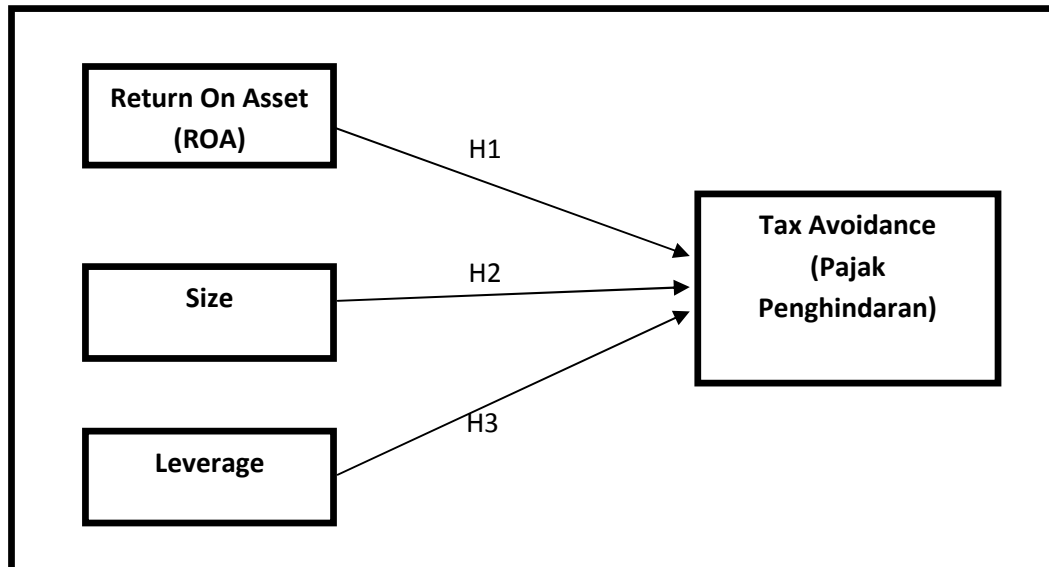 Return On Asset
(ROA)
H1
Tax Avoidance
(Pajak
Penghindaran)
Size
H2
Leverage
H3